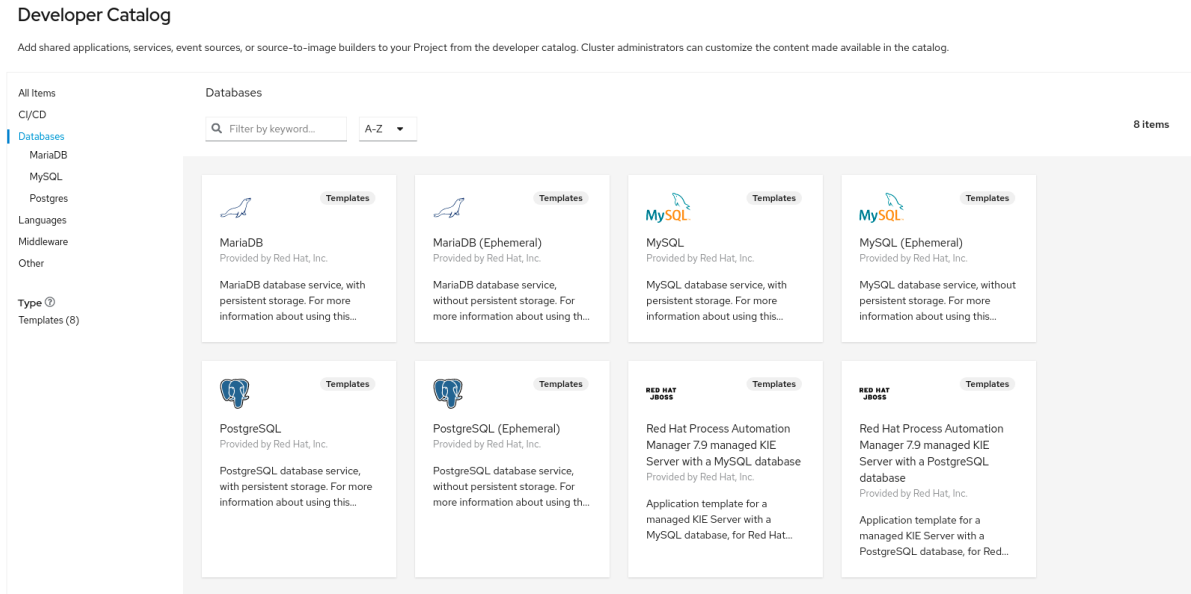 Developer Catalog
Add shared applications, services, event sources, or source-to-image builders to your Project from the developer catalog. Cluster administrators can customize the content made available in the catalog.
All Items
CI/CD
Databases
MariaDB
MySQL
Postgres
Languages
Middleware
Other
Type
Templates (8)
Databases
Filter by keyword...
A-Z
8 items
Templates
MariaDB
Provided by Red Hat, Inc.
MariaDB database service, with
persistent storage. For more
information about using this...
Templates
MariaDB (Ephemeral)
Provided by Red Hat, Inc.
MariaDB database service,
without persistent storage. For
more information about using th...
MySQL
Templates
MySQL
Provided by Red Hat, Inc.
MySQL database service, with
persistent storage. For more
information about using this...
MySQL
Templates
MySQL (Ephemeral)
Provided by Red Hat, Inc.
MySQL database service, without
persistent storage. For more
information about using this...
Templates
PostgreSQL
Provided by Red Hat, Inc.
PostgreSQL database service,
with persistent storage. For more
information about using this...
Templates
PostgreSQL (Ephemeral)
Provided by Red Hat, Inc.
PostgreSQL database service,
without persistent storage. For
more information about using th...
RED HAT
JBOSS
Templates
Red Hat Process Automation
Manager 7.9 managed KIE
Server with a MySQL database
Provided by Red Hat, Inc.
Application template for a
managed KIE Server with a
MySQL database, for Red Hat...
RED HAT
JBOSS
Templates
Red Hat Process Automation
Manager 7.9 managed KIE
Server with a PostgreSQL
database
Provided by Red Hat, Inc.
Application template for a
managed KIE Server with a
PostgreSQL database, for Red...